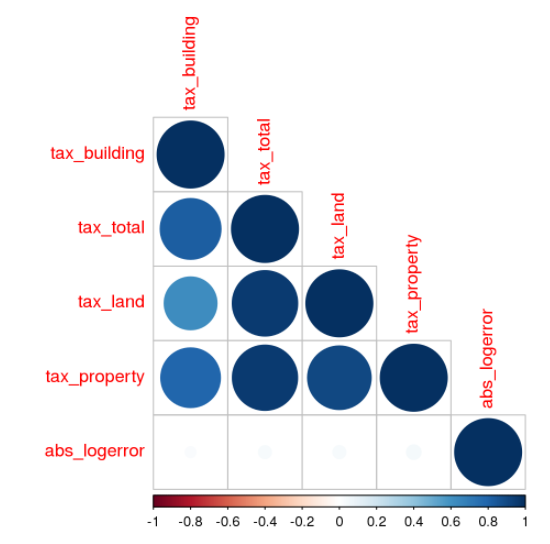 tax_building
tax_total
tax_land
tax_property
abs_logerror
tax_building
tax_total
tax_land
tax_property
abs_logerror
-1 -0.8 -0.6 -0.4 -0.2 0 0.2 0.4 0.6 0.8 1